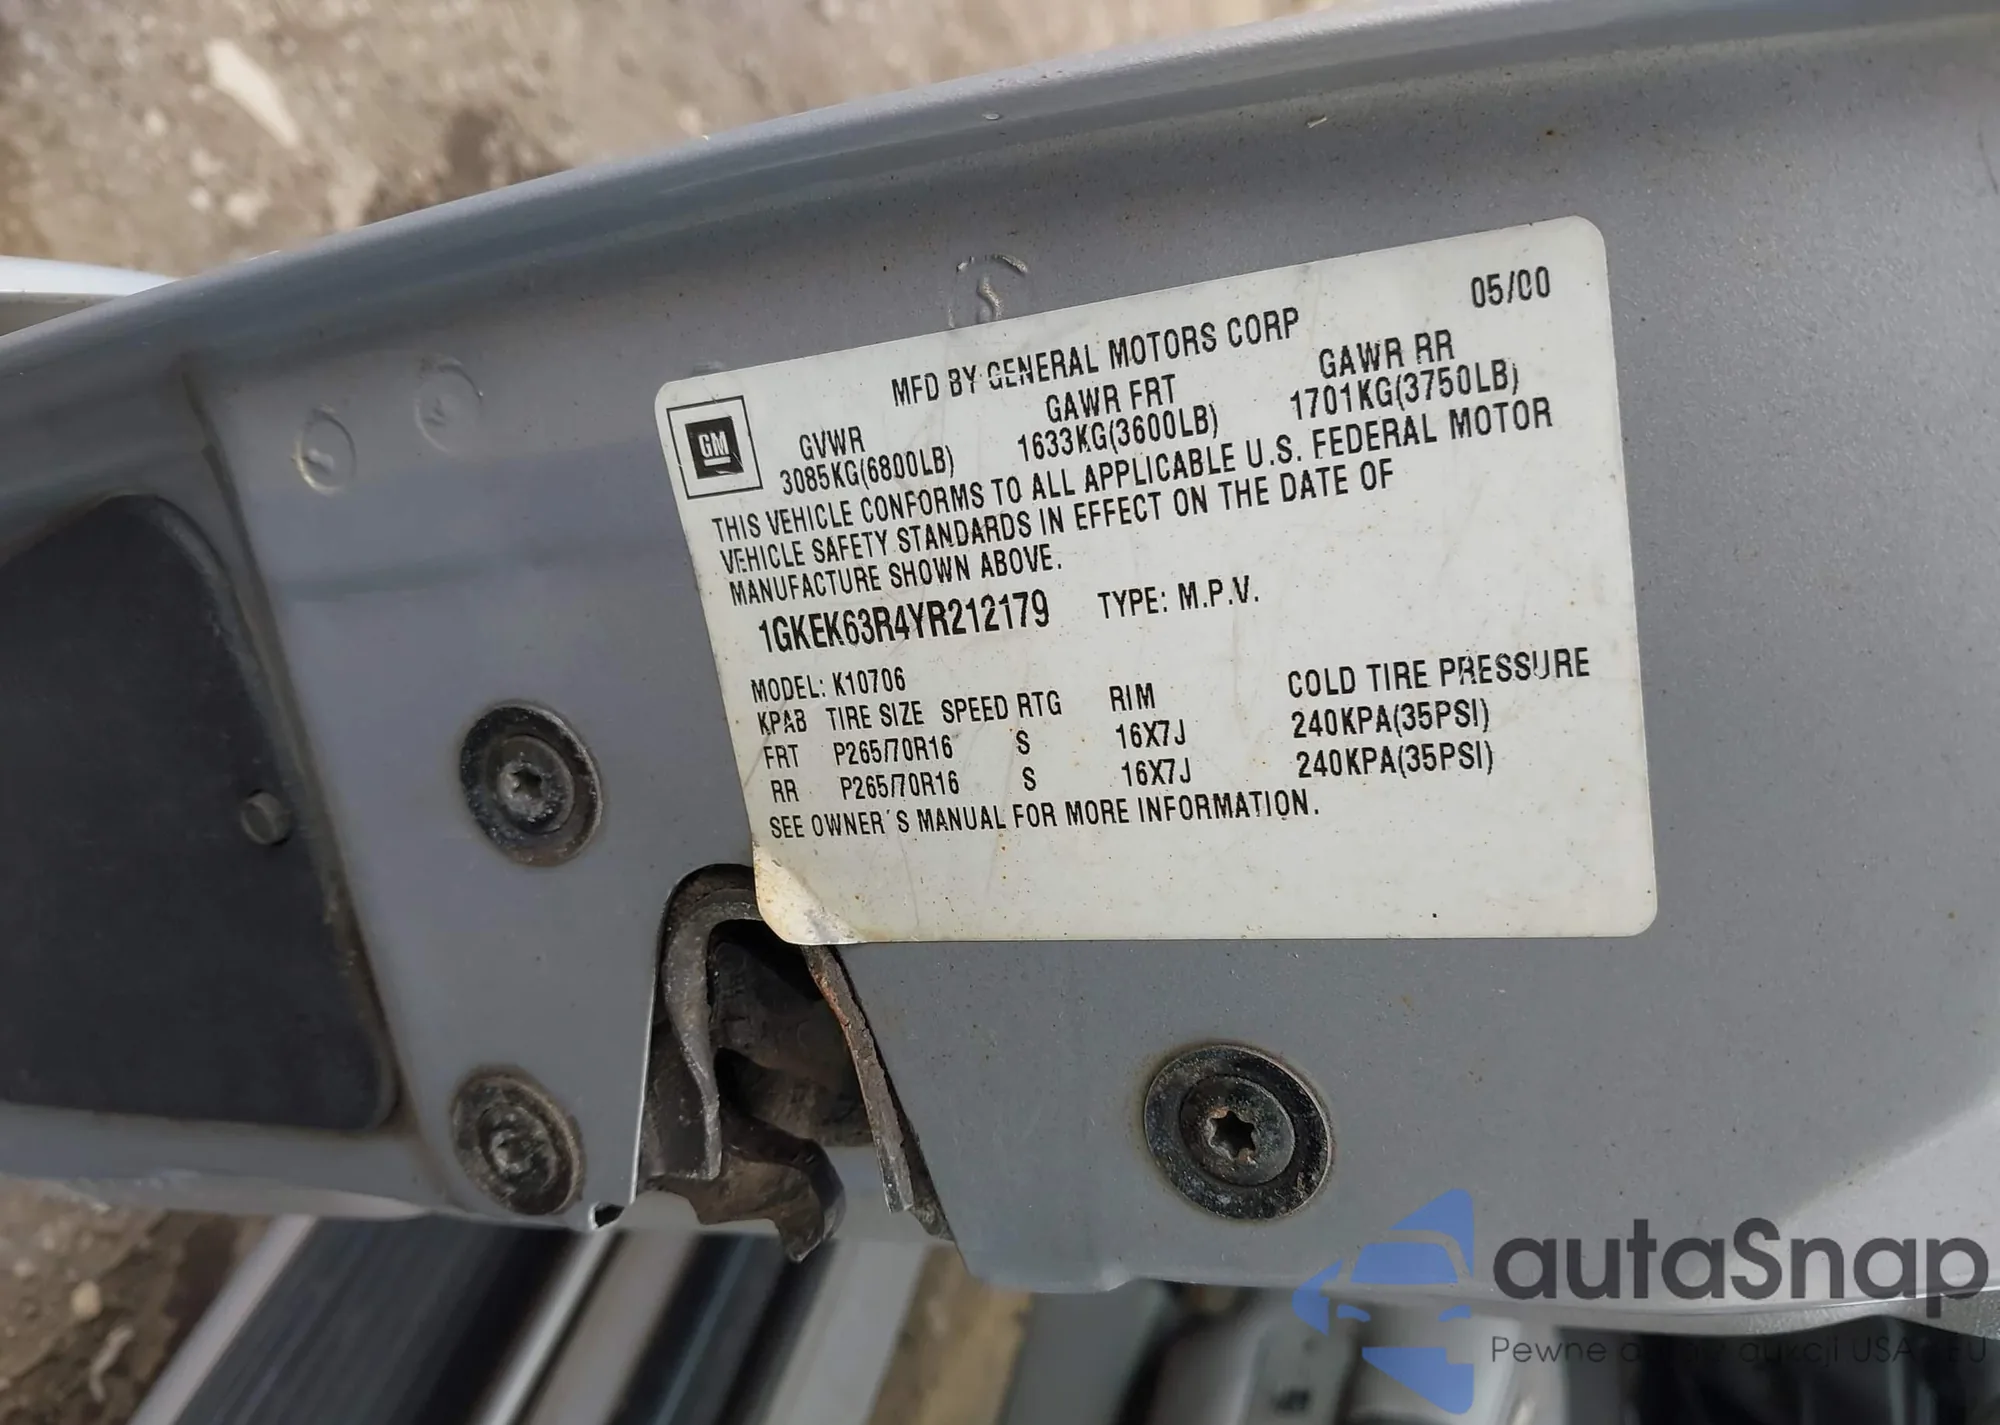 05/00
MFD BY GENERAL MOTORS CORP
GM
GVWR GAWR FRT GAWR RR
3085KG(6800LB) 1633KG(3600LB) 1701KG(3750LB)
THIS VEHICLE CONFORMS TO ALL APPLICABLE U.S. FEDERAL MOTOR
VEHICLE SAFETY STANDARDS IN EFFECT ON THE DATE OF
MANUFACTURE SHOWN ABOVE.
1GKEK63R4YR212179 TYPE: M.P.V.
MODEL: K10706
KPAB TIRE SIZE SPEED RTG RIM COLD TIRE PRESSURE
FRT P265/70R16 S 16X7J 240KPA(35PSI)
RR P265/70R16 S 16X7J 240KPA(35PSI)
SEE OWNER´S MANUAL FOR MORE INFORMATION.
autaSnap
Pewne aukcji USA